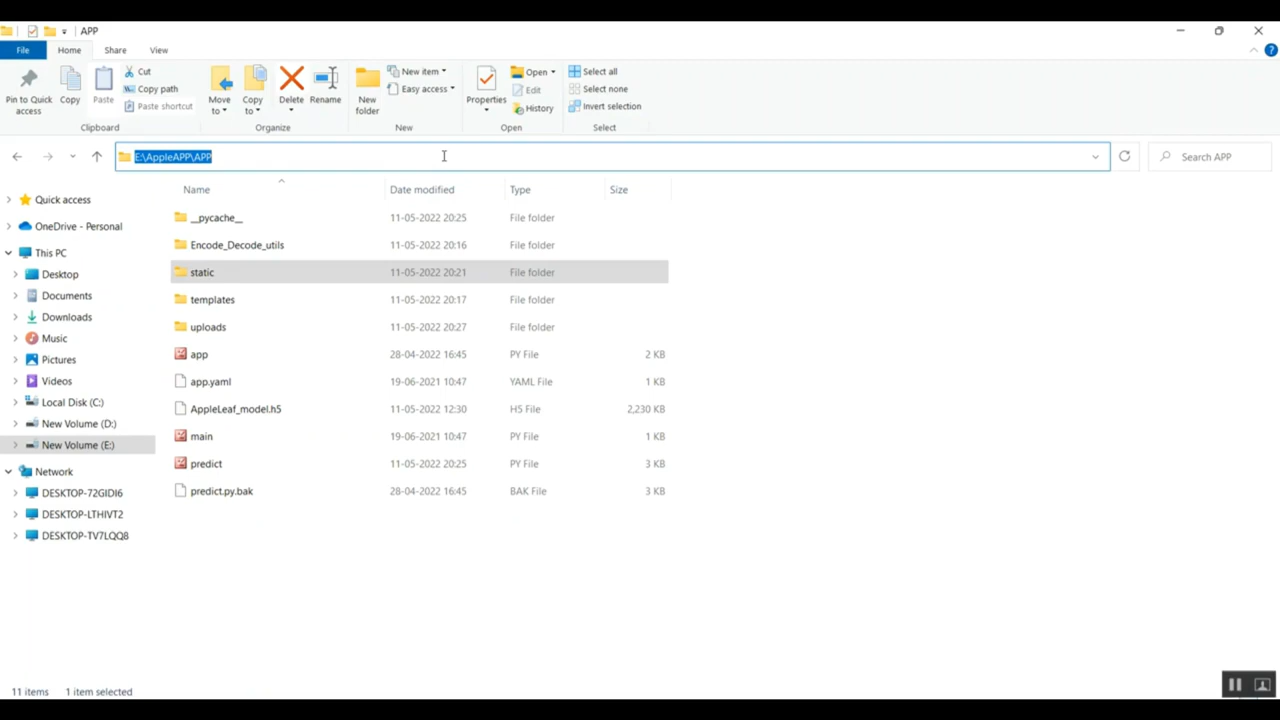 APP
File Home Share View
Pin to Quick access
Copy
Paste
Cut
Copy path
Paste shortcut
Clipboard
Move to
Copy to
Delete
Rename
Organize
New folder
New item
Easy access
New
Properties
Open
Edit
History
Open
Select all
Select none
Invert selection
Select
E:\AppleAPP\APP
Search APP
Quick access
OneDrive - Personal
This PC
Desktop
Documents
Downloads
Music
Pictures
Videos
Local Disk (C:)
New Volume (D:)
New Volume (E:)
Network
DESKTOP-72GIDI6
DESKTOP-LTHIVT2
DESKTOP-TV7LQQ8
Name Date modified Type Size
__pycache__ 11-05-2022 20:25 File folder
Encode_Decode_utils 11-05-2022 20:16 File folder
static 11-05-2022 20:21 File folder
templates 11-05-2022 20:17 File folder
uploads 11-05-2022 20:27 File folder
app 28-04-2022 16:45 PY File 2 KB
app.yaml 19-06-2021 10:47 YAML File 1 KB
AppleLeaf_model.h5 11-05-2022 12:30 H5 File 2,230 KB
main 19-06-2021 10:47 PY File 1 KB
predict 11-05-2022 20:25 PY File 3 KB
predict.py.bak 28-04-2022 16:45 BAK File 3 KB
11 items 1 item selected